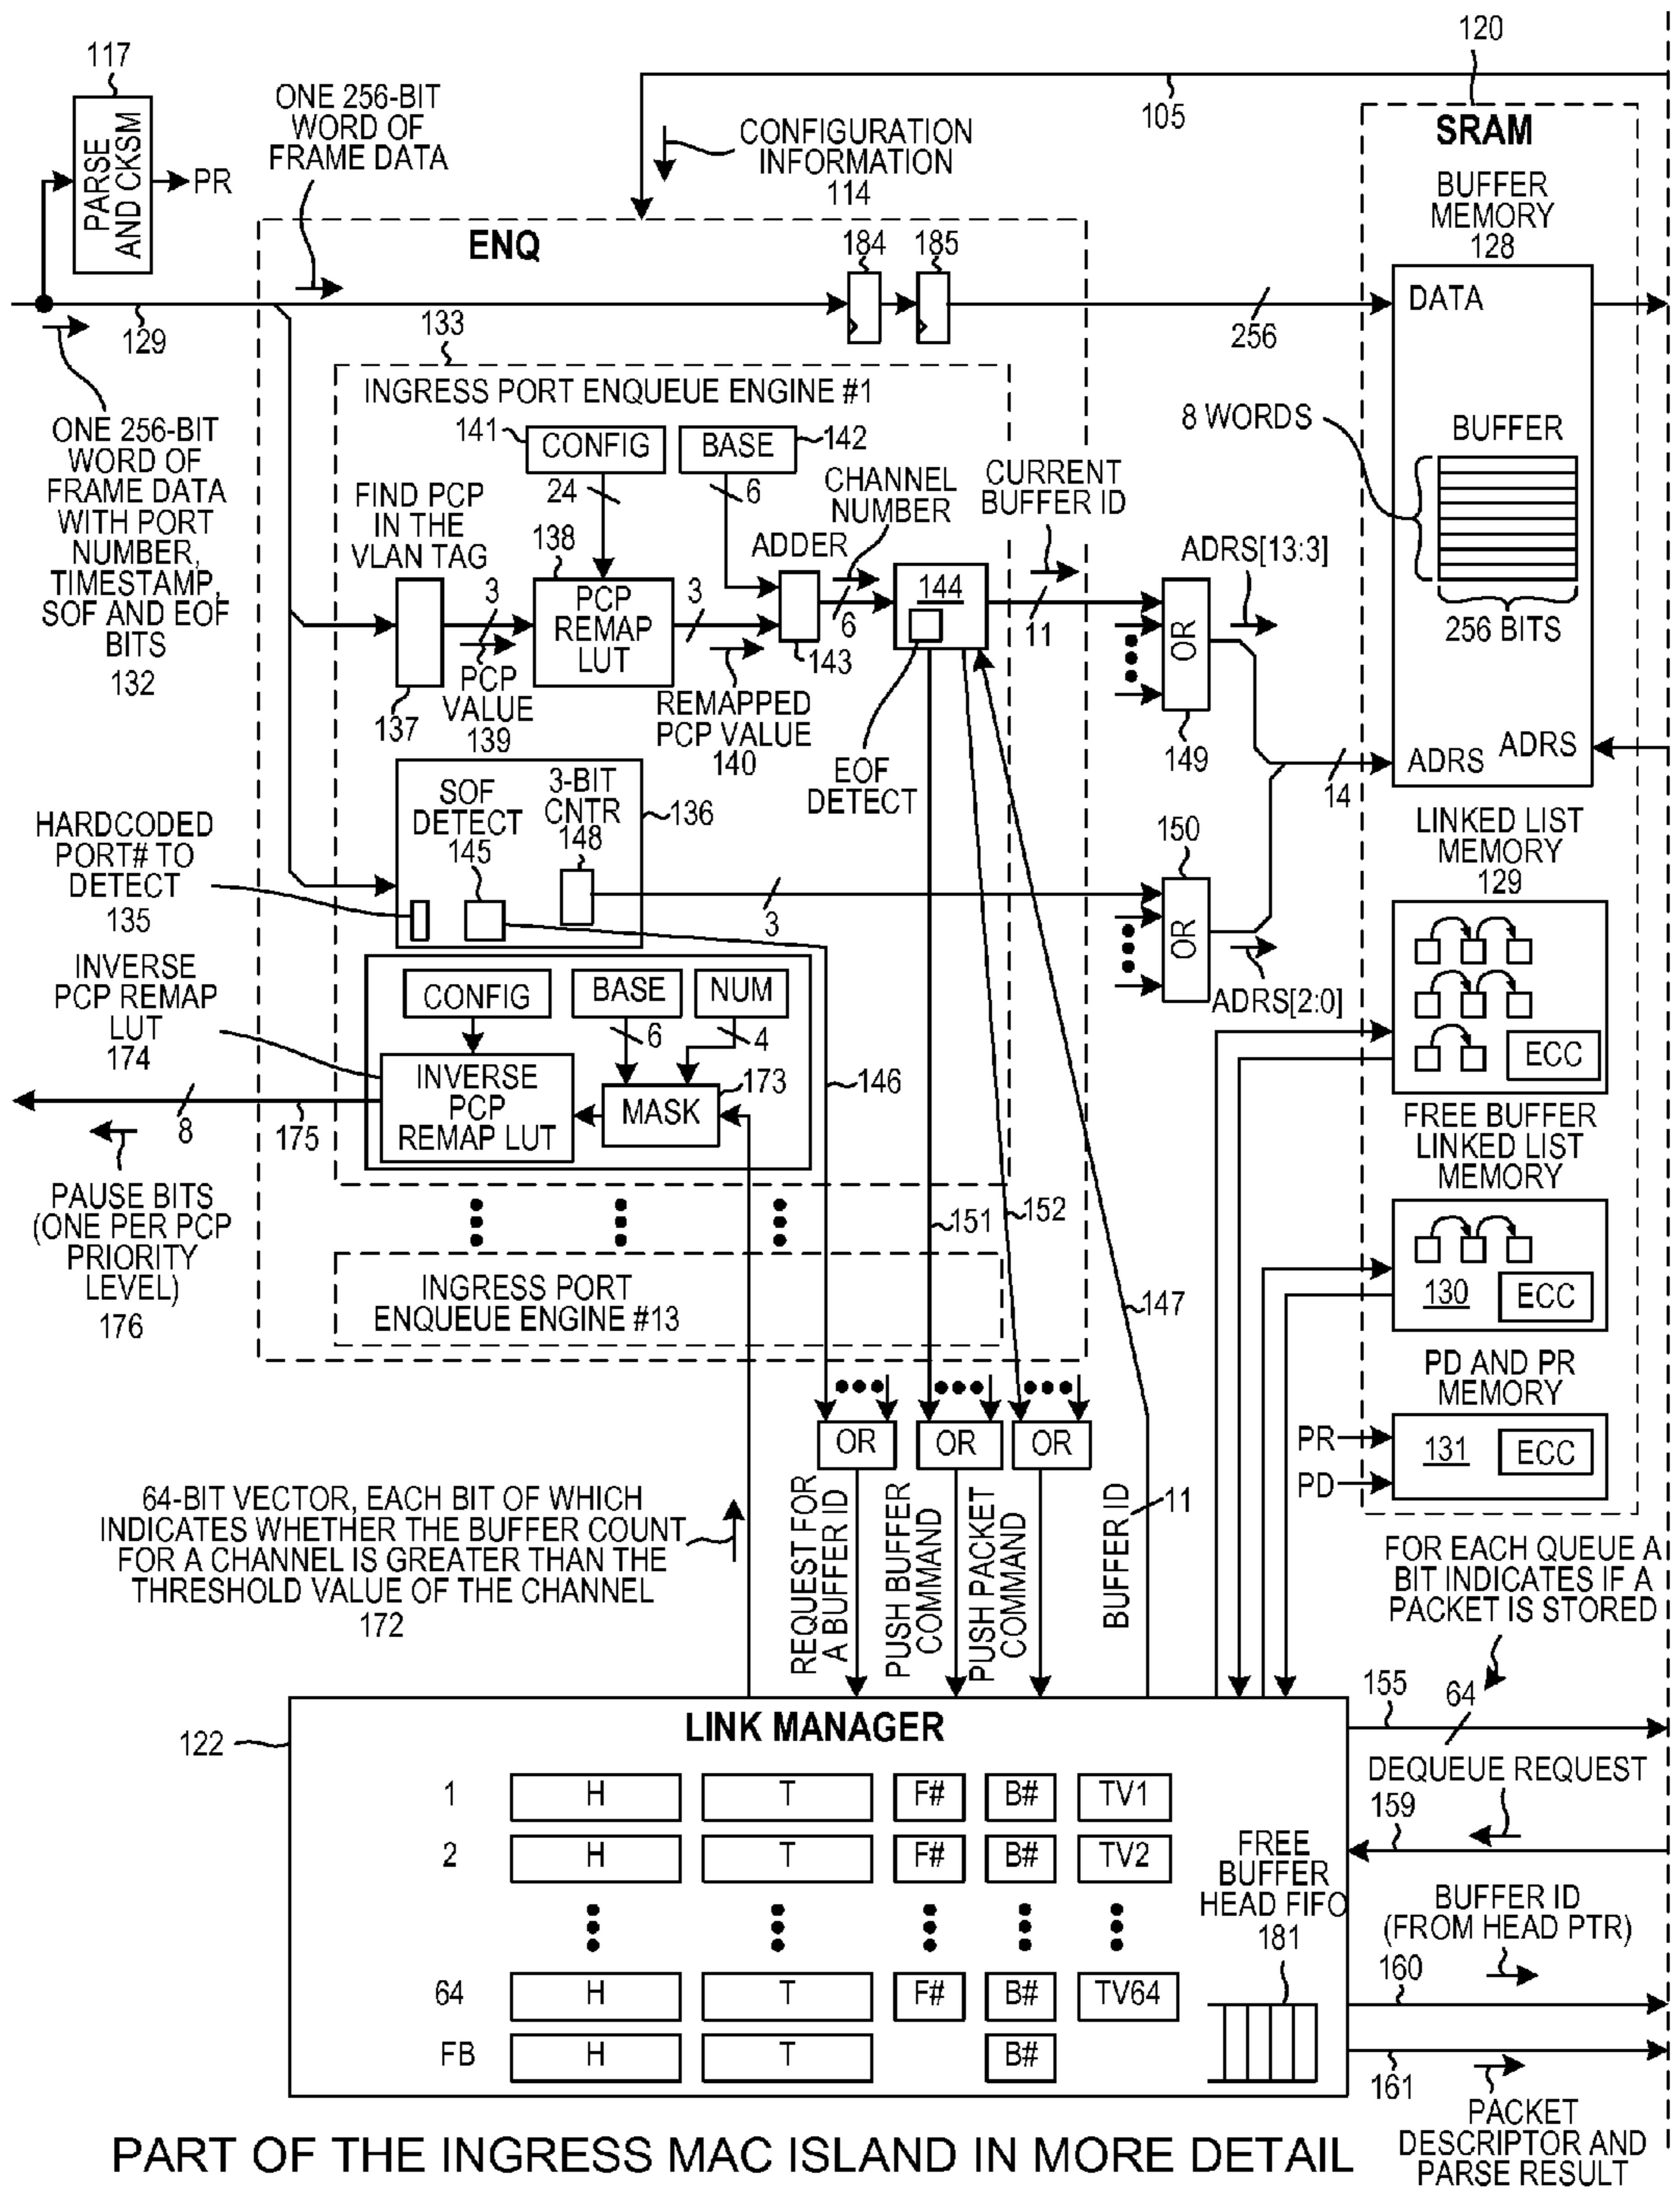 117
PARSE
AND CKSM
PR
ONE 256-BIT
WORD OF
FRAME DATA
CONFIGURATION
INFORMATION
114
105
120
SRAM
BUFFER
MEMORY
128
ENQ
184
185
DATA
129
133
256
INGRESS PORT ENQUEUE ENGINE #1
141
CONFIG
BASE
142
24
6
8 WORDS
BUFFER
256 BITS
ONE 256-BIT
WORD OF
FRAME DATA
WITH PORT
NUMBER,
TIMESTAMP,
SOF AND EOF
BITS
132
FIND PCP
IN THE
VLAN TAG
138
ADDER
CHANNEL
NUMBER
CURRENT
BUFFER ID
3
PCP
REMAP
LUT
3
6
144
11
OR
ADRS[13:3]
137
PCP
VALUE
139
REMAPPED
PCP VALUE
140
143
EOF
DETECT
149
ADRS
ADRS
14
HARDCODED
PORT# TO
DETECT
135
SOF
DETECT
145
3-BIT
CNTR
148
136
3
150
OR
ADRS[2:0]
LINKED LIST
MEMORY
129
ECC
INVERSE
PCP REMAP
LUT
174
CONFIG
BASE
NUM
6
4
INVERSE
PCP
REMAP LUT
MASK
173
146
8
175
PAUSE BITS
(ONE PER PCP
PRIORITY
LEVEL)
176
FREE BUFFER
LINKED LIST
MEMORY
130
ECC
151
152
147
INGRESS PORT
ENQUEUE ENGINE #13
PD AND PR
MEMORY
PR
PD
131
ECC
OR
OR
OR
64-BIT VECTOR, EACH BIT OF WHICH
INDICATES WHETHER THE BUFFER COUNT
FOR A CHANNEL IS GREATER THAN THE
THRESHOLD VALUE OF THE CHANNEL
172
REQUEST FOR
A BUFFER ID
PUSH BUFFER
COMMAND
PUSH PACKET
COMMAND
BUFFER ID
11
FOR EACH QUEUE A
BIT INDICATES IF A
PACKET IS STORED
122
LINK MANAGER
155
64
1 H T F# B# TV1
2 H T F# B# TV2
64 H T F# B# TV64
FB H T B#
FREE
BUFFER
HEAD FIFO
181
DEQUEUE REQUEST
159
BUFFER ID
(FROM HEAD PTR)
160
161
PACKET
DESCRIPTOR AND
PARSE RESULT
PART OF THE INGRESS MAC ISLAND IN MORE DETAIL